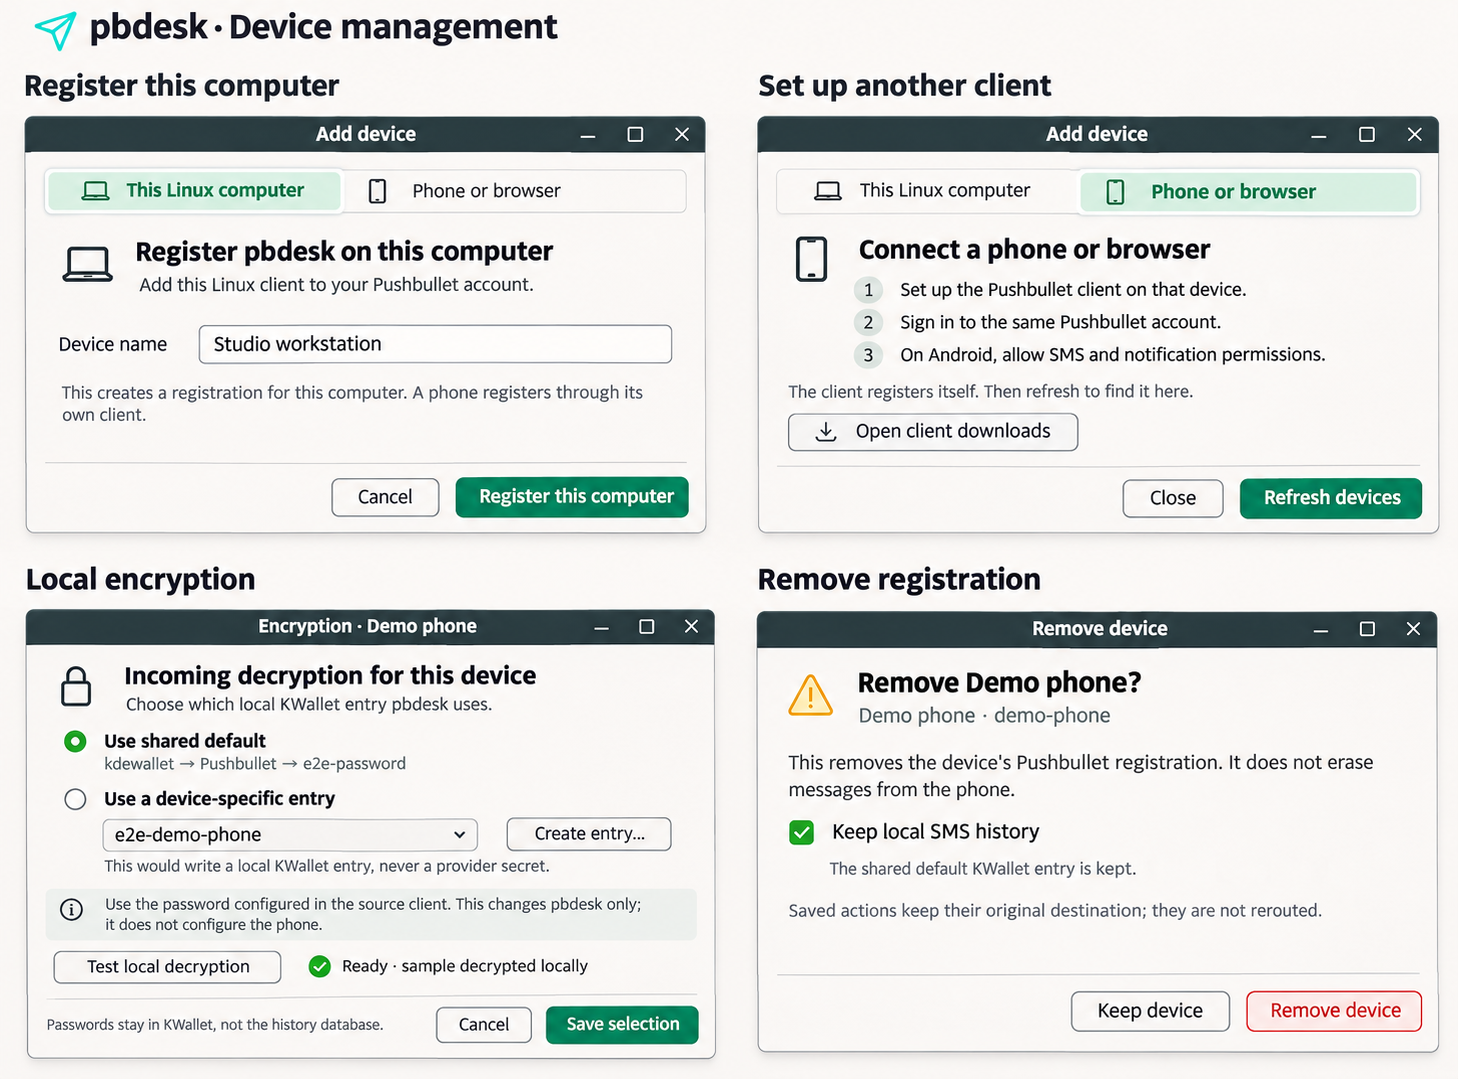 pbdesk · Device management
Register this computer
Add device
This Linux computer
Phone or browser
Register pbdesk on this computer
Add this Linux client to your Pushbullet account.
Device name
Studio workstation
This creates a registration for this computer. A phone registers through its
own client.
Cancel
Register this computer
Set up another client
Add device
This Linux computer
Phone or browser
Connect a phone or browser
1 Set up the Pushbullet client on that device.
2 Sign in to the same Pushbullet account.
3 On Android, allow SMS and notification permissions.
The client registers itself. Then refresh to find it here.
Open client downloads
Close
Refresh devices
Local encryption
Encryption · Demo phone
Incoming decryption for this device
Choose which local KWallet entry pbdesk uses.
Use shared default
kdewallet → Pushbullet → e2e-password
Use a device-specific entry
e2e-demo-phone
Create entry...
This would write a local KWallet entry, never a provider secret.
Use the password configured in the source client. This changes pbdesk only;
it does not configure the phone.
Test local decryption
Ready · sample decrypted locally
Passwords stay in KWallet, not the history database.
Cancel
Save selection
Remove registration
Remove device
Remove Demo phone?
Demo phone · demo-phone
This removes the device's Pushbullet registration. It does not erase
messages from the phone.
Keep local SMS history
The shared default KWallet entry is kept.
Saved actions keep their original destination; they are not rerouted.
Keep device
Remove device